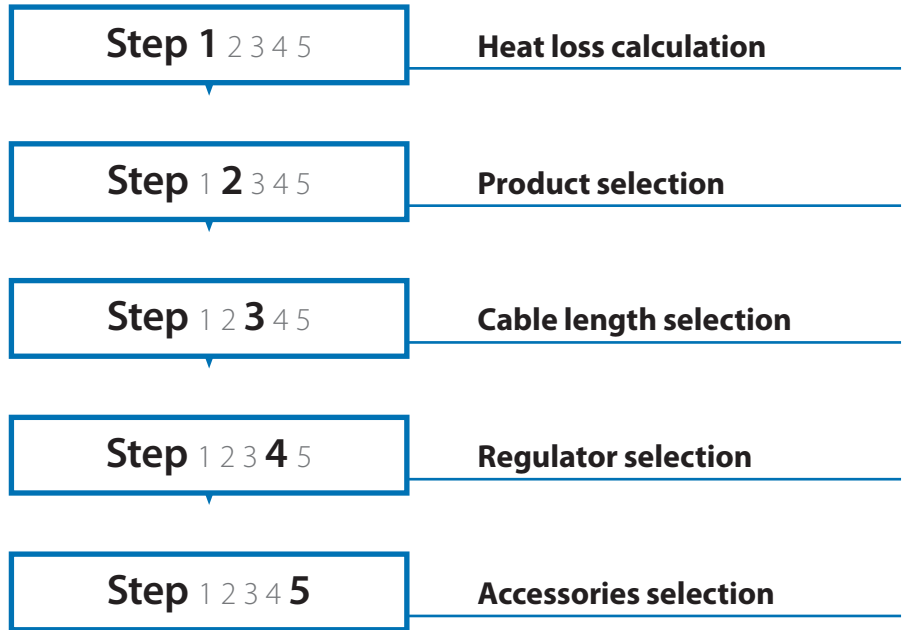 Step 1 2 3 4 5 Heat loss calculation
Step 1 2 3 4 5 Product selection
Step 1 2 3 4 5 Cable length selection
Step 1 2 3 4 5 Regulator selection
Step 1 2 3 4 5 Accessories selection